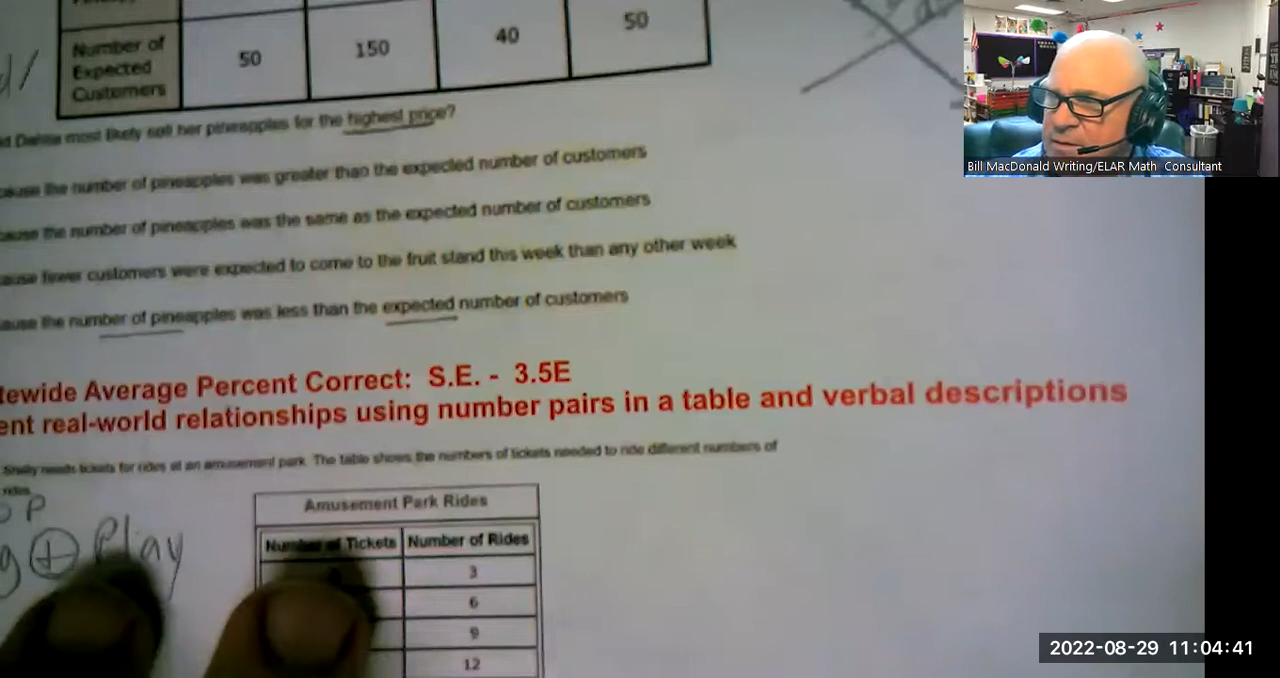 Number of
Expected
Customers
50
150
40
50
most likely sell her pineapples for the highest price?
the number of pineapples was greater than the expected number of customers
the number of pineapples was the same as the expected number of customers
fewer customers were expected to come to the fruit stand this week than any other week
the number of pineapples was less than the expected number of customers
Average Percent Correct: S.E. - 3.5E
real-world relationships using number pairs in a table and verbal descriptions
Shelly needs tickets for rides at an amusement park. The table shows the numbers of tickets needed to ride different numbers of
rides.
Play
Amusement Park Rides
Number of Tickets
Number of Rides
3
6
9
12
Bill MacDonald Writing/ELAR Math Consultant
2022-08-29 11:04:41